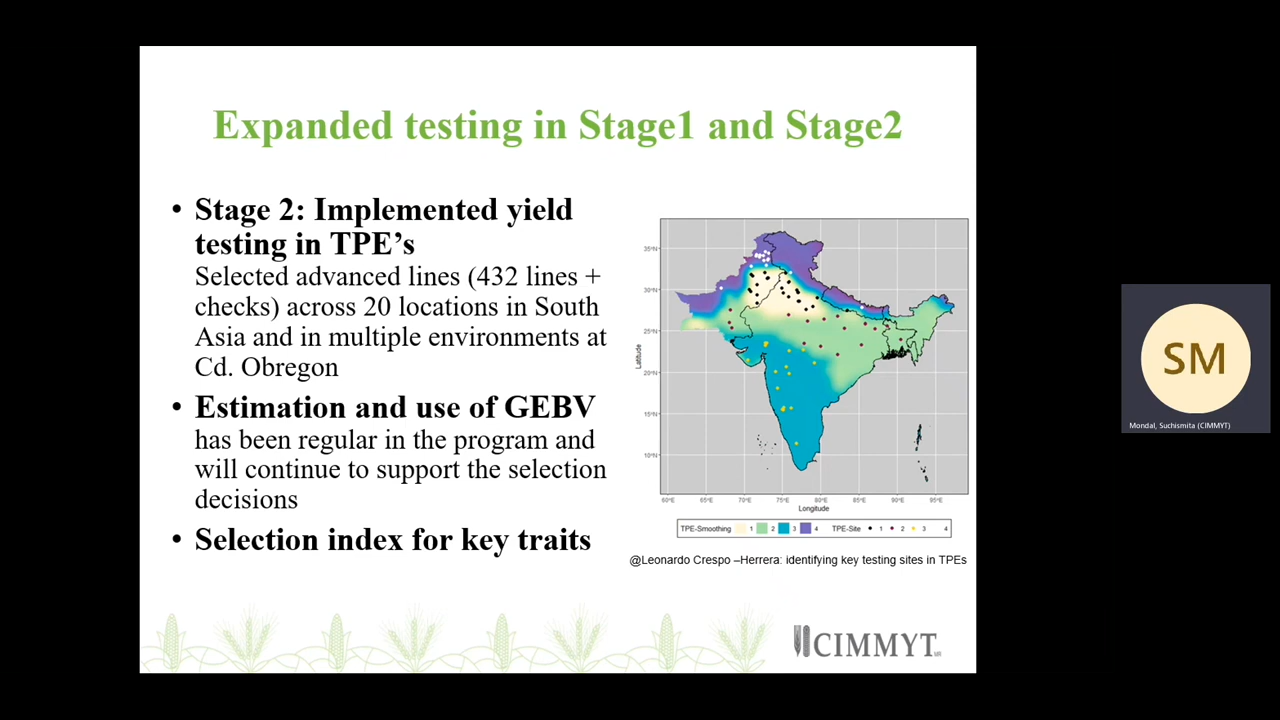 Expanded testing in Stage1 and Stage2
• Stage 2: Implemented yield
testing in TPE's
Selected advanced lines (432 lines +
checks) across 20 locations in South
Asia and in multiple environments at
Cd. Obregon
• Estimation and use of GEBV
has been regular in the program and
will continue to support the selection
decisions
• Selection index for key traits
35°N
30°N
25°N
20°N
15°N
10°N
Latitude
60°E 65°E 70°E 75°E 80°E 85°E 90°E 95°E
Longitude
TPE-Smoothing 1 2 3 4 TPE-Site 1 2 3 4
@Leonardo Crespo –Herrera: identifying key testing sites in TPEs
CIMMYT
SM
Mondal, Suchismita (CIMMYT)